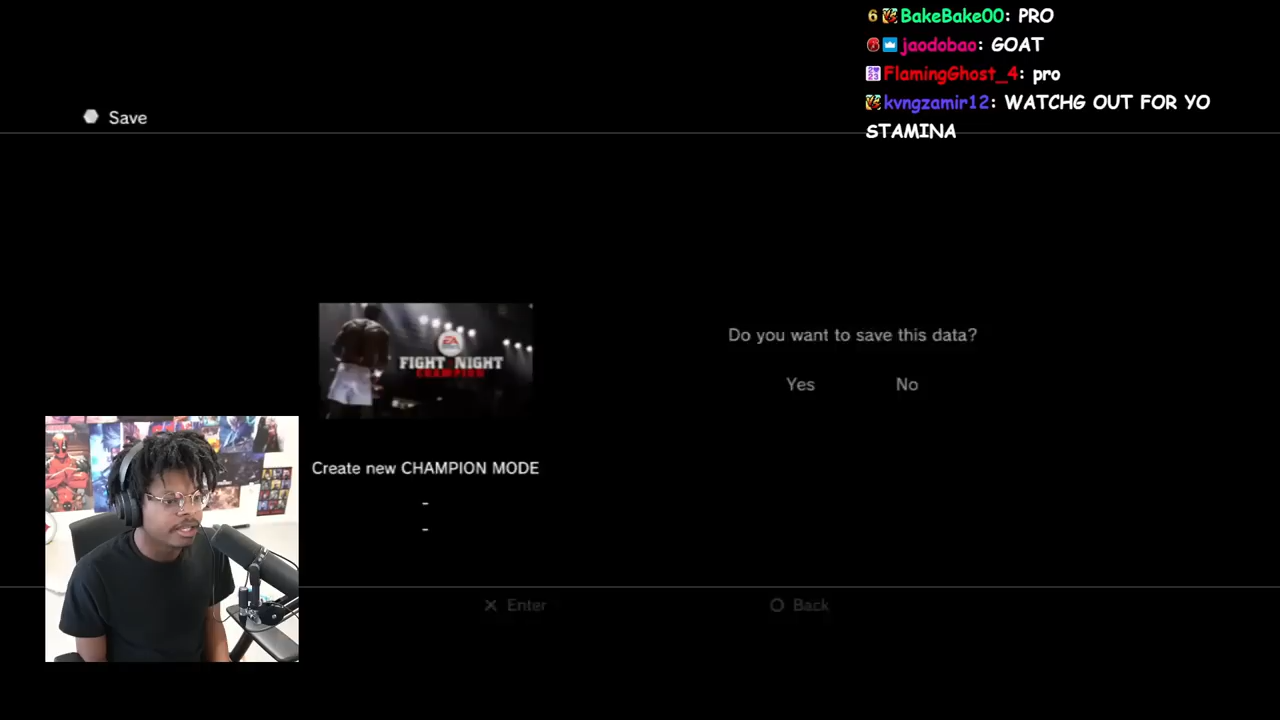 BakeBake00: PRO
jaodobao: GOAT
FlamingGhost_4: pro
kvngzamir12: WATCHG OUT FOR YO
STAMINA
Save
EA
FIGHT NIGHT
CHAMPION
Do you want to save this data?
Yes No
Create new CHAMPION MODE
-
-
X Enter O Back